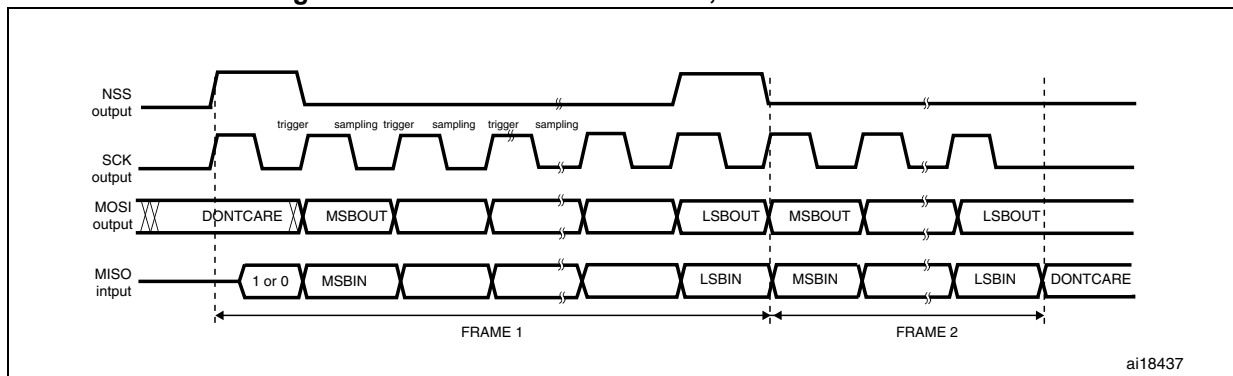 NSS
output
trigger sampling trigger sampling trigger sampling
SCK
output
MOSI
output
DONTCARE MSBOUT LSBOUT MSBOUT LSBOUT
MISO
intput
1 or 0 MSBIN LSBIN MSBIN LSBIN DONTCARE
FRAME 1 FRAME 2
ai18437